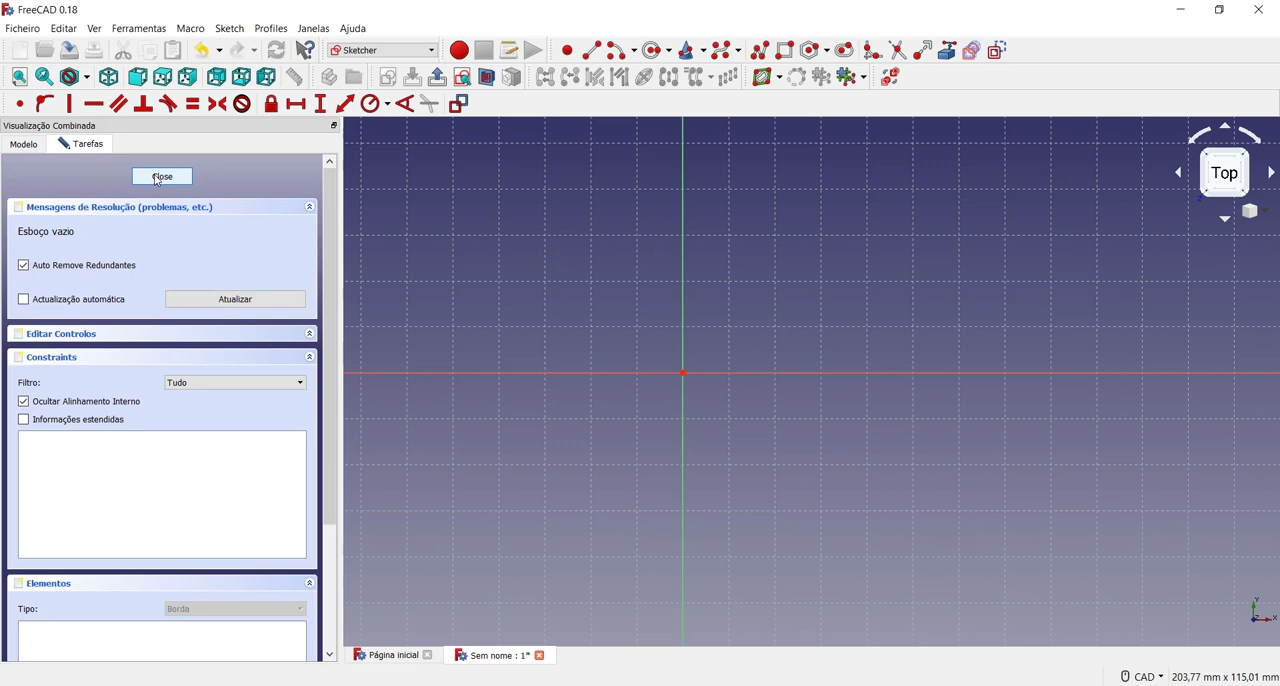 FreeCAD 0.18
Ficheiro Editar Ver Ferramentas Macro Sketch Profiles Janelas Ajuda
Sketcher
Visualização Combinada
Modelo Tarefas
Close
Mensagens de Resolução (problemas, etc.)
Esboço vazio
Auto Remove Redundantes
Actualização automática Atualizar
Editar Controlos
Constraints
Filtro: Tudo
Ocultar Alinhamento Interno
Informações estendidas
Elementos
Tipo: Borda
Top
Z
Y
Z X
Página inicial Sem nome : 1*
CAD 203,77 mm x 115,01 mm